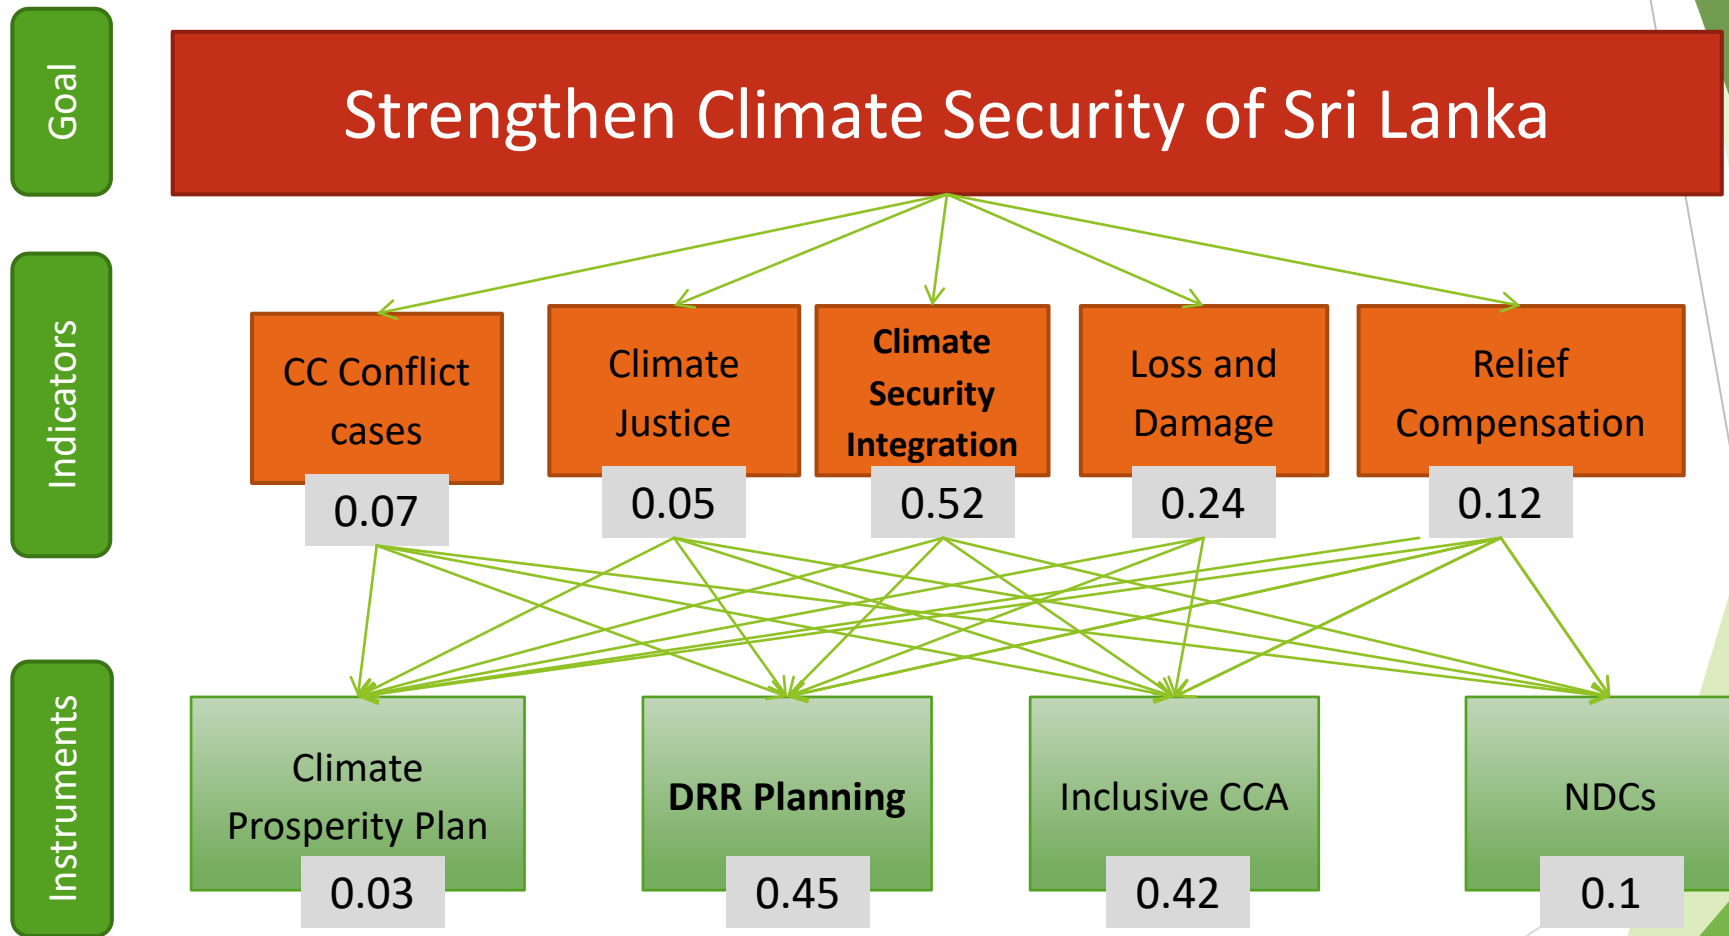 Goal
Strengthen Climate Security of Sri Lanka
Indicators
CC Conflict
cases
0.07
Climate
Justice
0.05
Climate
Security
Integration
0.52
Loss and
Damage
0.24
Relief
Compensation
0.12
Instruments
Climate
Prosperity Plan
0.03
DRR Planning
0.45
Inclusive CCA
0.42
NDCs
0.1